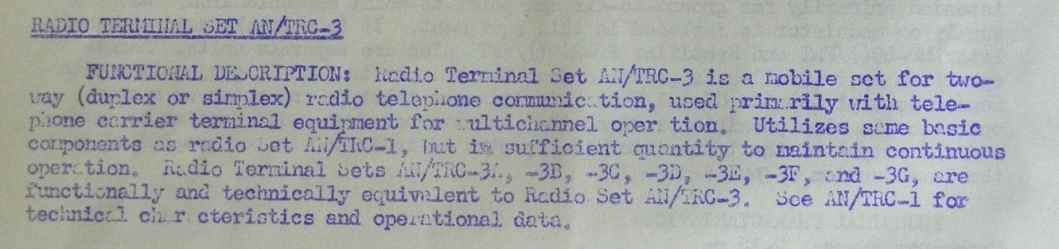 RADIO TERMINAL SET AN/TRC-3
FUNCTIONAL DESCRIPTION: Radio Terminal Set AN/TRC-3 is a mobile set for two-
way (duplex or simplex) radio telephone communication, used primarily with tele-
phone carrier terminal equipment for multichannel operation. Utilizes same basic
components as radio set AN/TRC-1, but in sufficient quantity to maintain continuous
operation. Radio Terminal Sets AN/TRC-3A, -3B, -3C, -3D, -3E, -3F, and -3G, are
functionally and technically equivalent to Radio Set AN/TRC-3. See AN/TRC-1 for
technical characteristics and operational data.